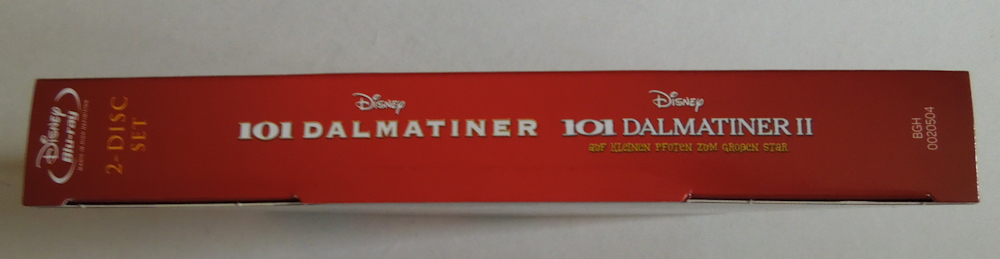 Disney
Blu-ray
2-DISC
SET
Disney
101 DALMATINER
Disney
101 DALMATINER II
AUF KLEINEN PFOTEN ZUM GROẞEN STAR
BGH
0020504